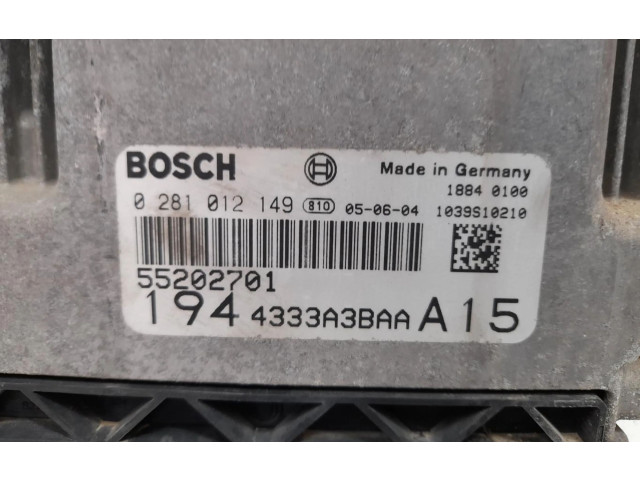 BOSCH Made in Germany
1884 0100
0 281 012 149 810 05-06-04 1039S10210
55202701
194 4333A3BAA A15